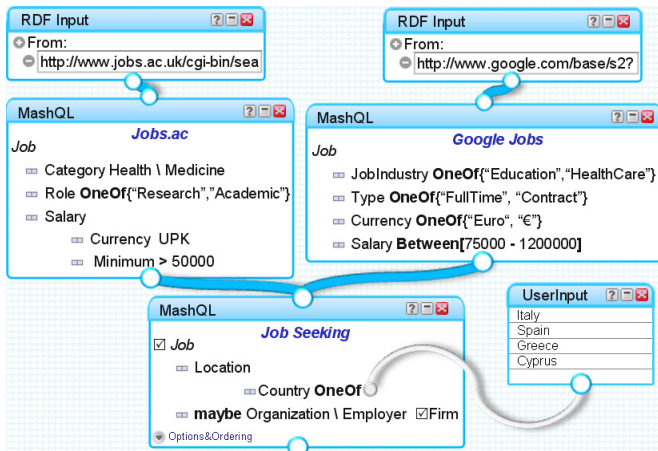 RDF Input
From:
http://www.jobs.ac.uk/cgi-bin/sea
RDF Input
From:
http://www.google.com/base/s2?
MashQL
Jobs.ac
Job
Category Health \ Medicine
Role OneOf{“Research”,”Academic”}
Salary
Currency UPK
Minimum > 50000
MashQL
Google Jobs
Job
JobIndustry OneOf{“Education”,“HealthCare”}
Type OneOf{“FullTime”, “Contract”}
Currency OneOf{“Euro“, “€”}
Salary Between[75000 - 1200000]
MashQL
Job Seeking
Job
Location
Country OneOf
maybe Organization \ Employer Firm
Options&Ordering
UserInput
Italy
Spain
Greece
Cyprus